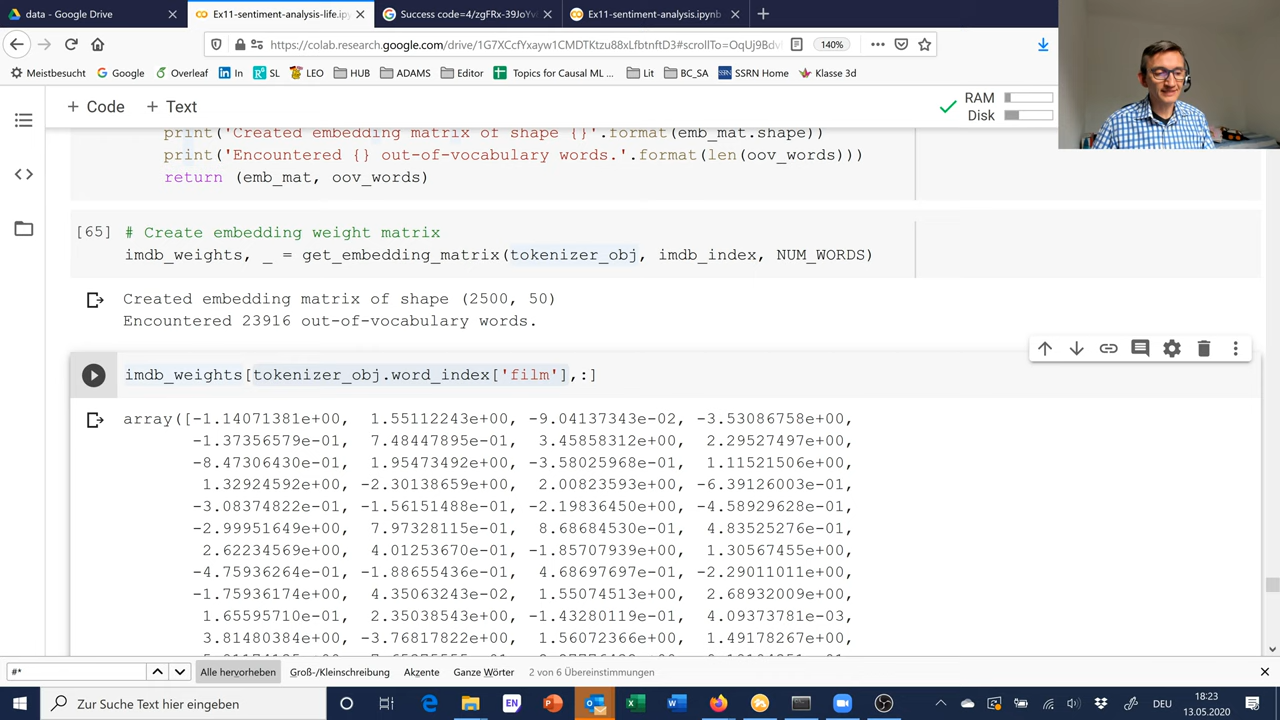 data - Google Drive
Ex11-sentiment-analysis-life.ipy
Success code=4/zgFRx-39JoYv
Ex11-sentiment-analysis.ipynb
https://colab.research.google.com/drive/1G7XCcfYxayw1CMDTKtzu88xLfbtnftD3#scrollTo=OqUj9Bdv
140%
Meistbesucht
Google
Overleaf
In
SL
LEO
HUB
ADAMS
Editor
Topics for Causal ML ...
Lit
BC_SA
SSRN Home
Klasse 3d
+ Code + Text
RAM
Disk
print('Created embedding matrix of shape {}'.format(emb_mat.shape))
print('Encountered {} out-of-vocabulary words.'.format(len(oov_words)))
return (emb_mat, oov_words)
[65] # Create embedding weight matrix
imdb_weights, _ = get_embedding_matrix(tokenizer_obj, imdb_index, NUM_WORDS)
Created embedding matrix of shape (2500, 50)
Encountered 23916 out-of-vocabulary words.
imdb_weights[tokenizer_obj.word_index['film'],:]
array([-1.14071381e+00, 1.55112243e+00, -9.04137343e-02, -3.53086758e+00,
-1.37356579e-01, 7.48447895e-01, 3.45858312e+00, 2.29527497e+00,
-8.47306430e-01, 1.95473492e+00, -3.58025968e-01, 1.11521506e+00,
1.32924592e+00, -2.30138659e+00, 2.00823593e+00, -6.39126003e-01,
-3.08374822e-01, -1.56151488e-01, -2.19836450e+00, -4.58929628e-01,
-2.99951649e+00, 7.97328115e-01, 8.68684530e-01, 4.83525276e-01,
2.62234569e+00, 4.01253670e-01, -1.85707939e+00, 1.30567455e+00,
-4.75936264e-01, -1.88655436e-01, 4.68697697e-01, -2.29011011e+00,
-1.75936174e+00, 4.35063243e-02, 1.55074513e-01, 2.68932009e+00,
1.65595710e-01, 2.35038543e+00, -1.43280119e-01, 4.09373781e-03,
3.81480384e+00, -3.76817822e+00, 1.56072366e+00, 1.49178267e+00,
#*
Alle hervorheben
Groß-/Kleinschreibung
Akzente
Ganze Wörter
2 von 6 Übereinstimmungen
Zur Suche Text hier eingeben
EN
DEU
18:23
13.05.2020